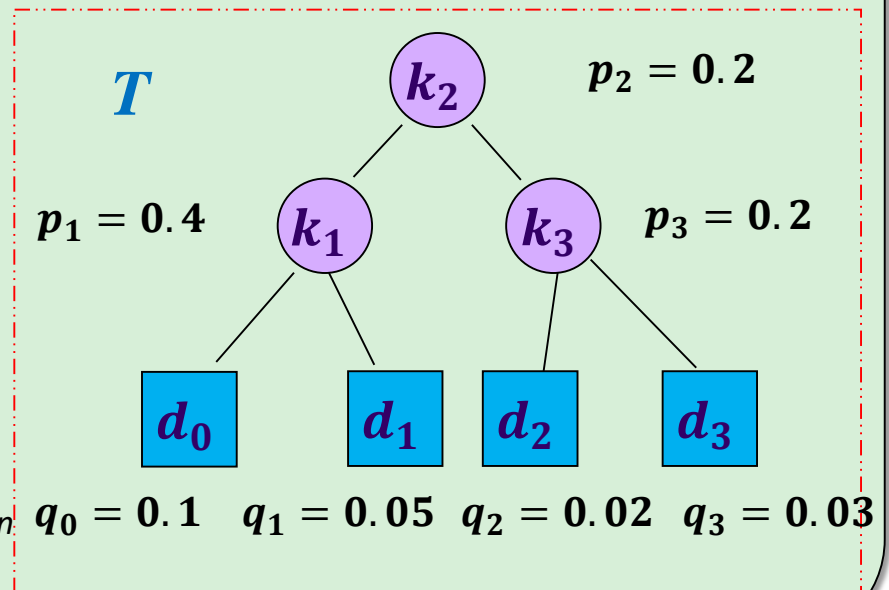 T
k₂
p₂ = 0.2
p₁ = 0.4
k₁
k₃
p₃ = 0.2
d₀ d₁ d₂ d₃
n q₀ = 0.1 q₁ = 0.05 q₂ = 0.02 q₃ = 0.03